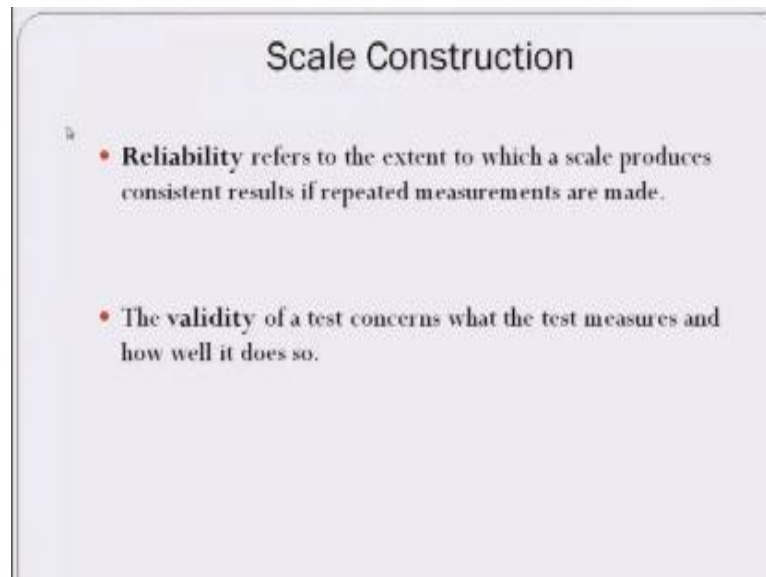 Scale Construction
• Reliability refers to the extent to which a scale produces
consistent results if repeated measurements are made.
• The validity of a test concerns what the test measures and
how well it does so.